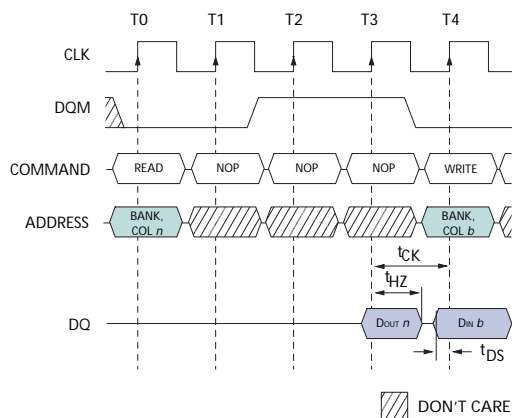 T0 T1 T2 T3 T4
CLK
DQM
COMMAND READ NOP NOP NOP WRITE
ADDRESS BANK, COL n BANK, COL b
tCK
tHZ
DQ DOUT n DIN b
tDS
DON'T CARE